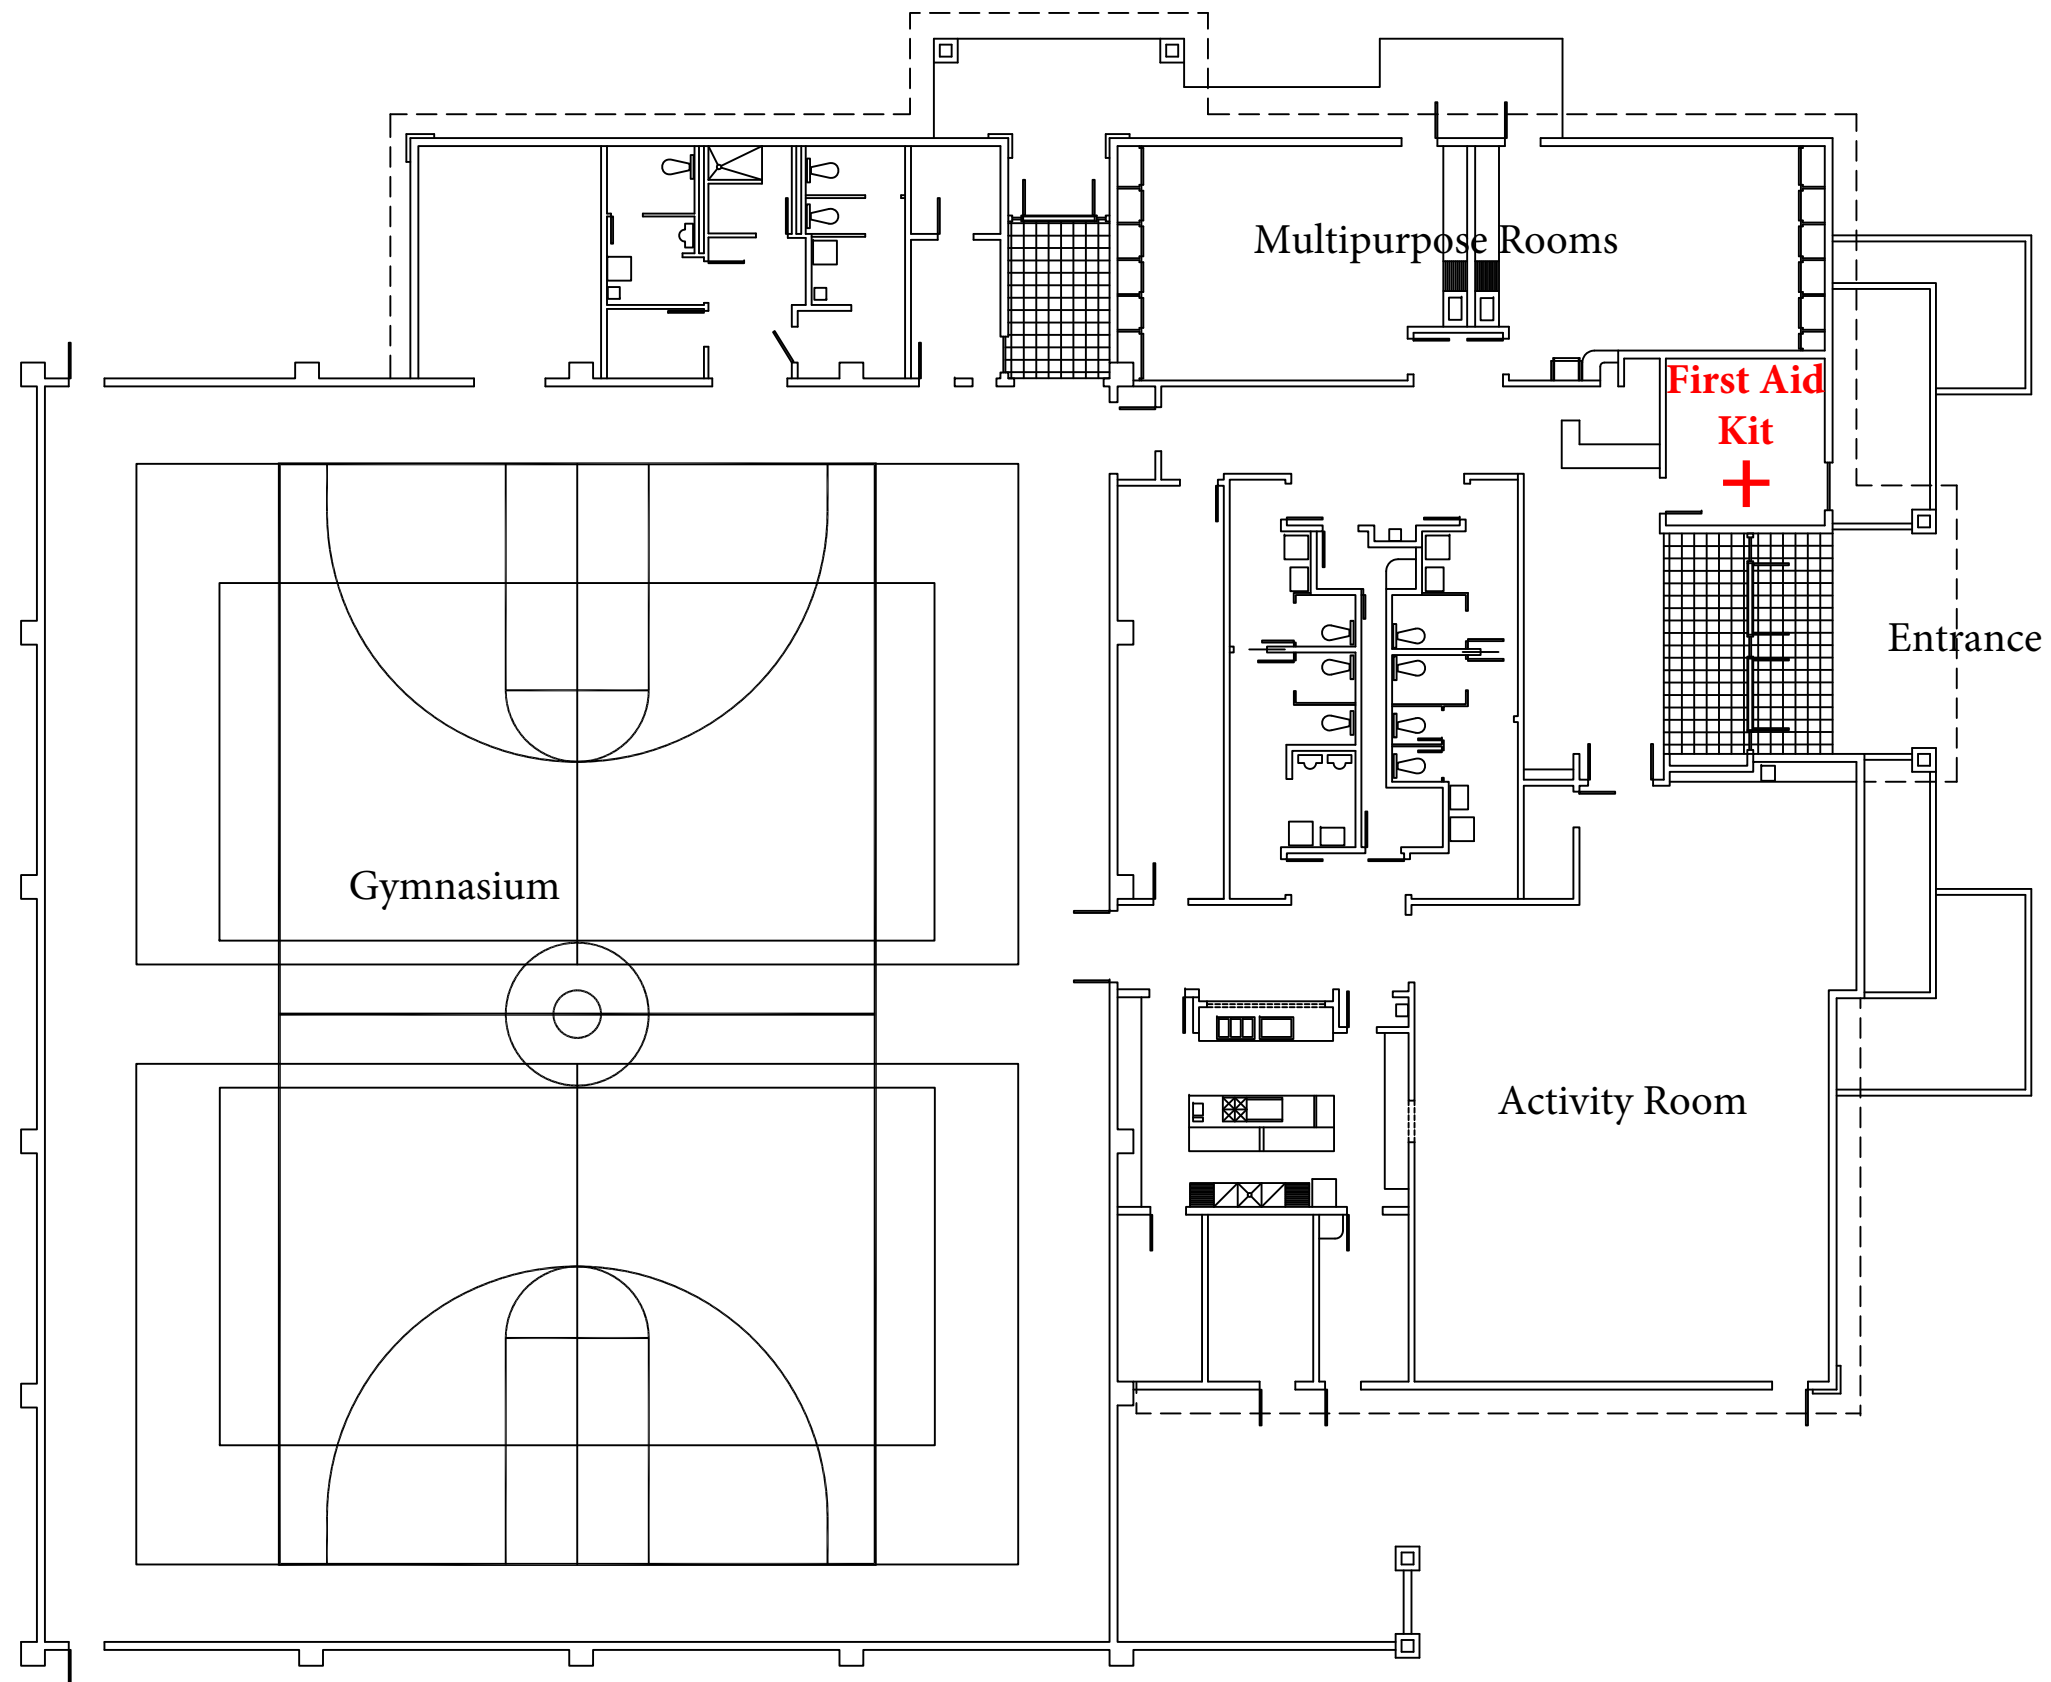 Multipurpose Rooms
First Aid
Kit
Entrance
Gymnasium
Activity Room